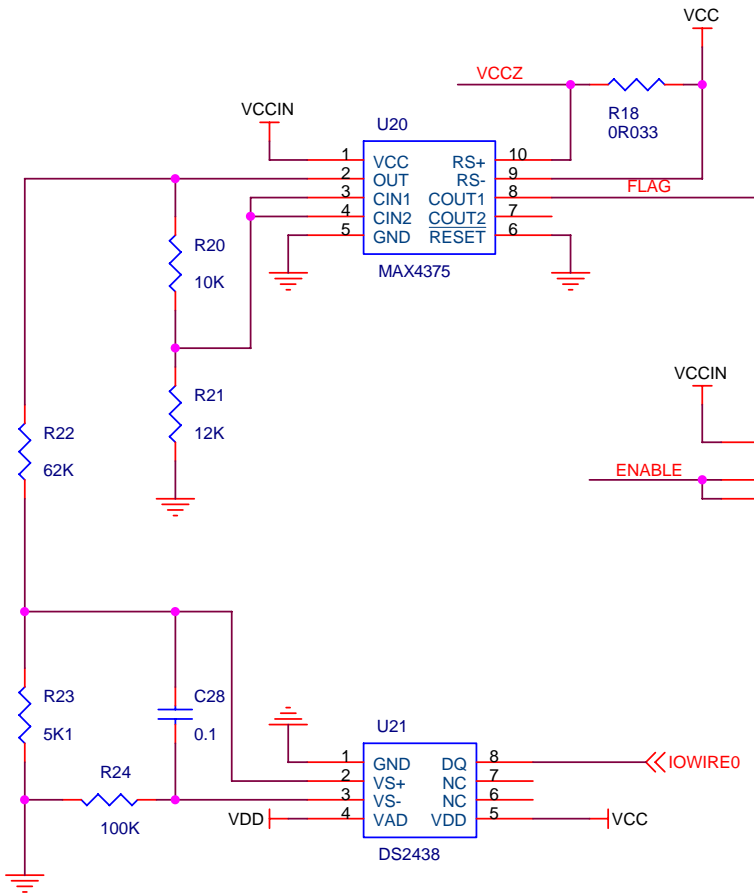 VCC
VCCZ
R18
0R033
VCCIN
U20
1 VCC RS+ 10
2 OUT RS- 9
3 CIN1 COUT1 8
FLAG
4 CIN2 COUT2 7
5 GND RESET 6
MAX4375
R20
10K
R21
12K
R22
62K
VCCIN
ENABLE
R23
5K1
C28
0.1
R24
100K
U21
1 GND DQ 8
IOWIRE0
2 VS+ NC 7
3 VS- NC 6
VDD
4 VAD VDD 5
VCC
DS2438